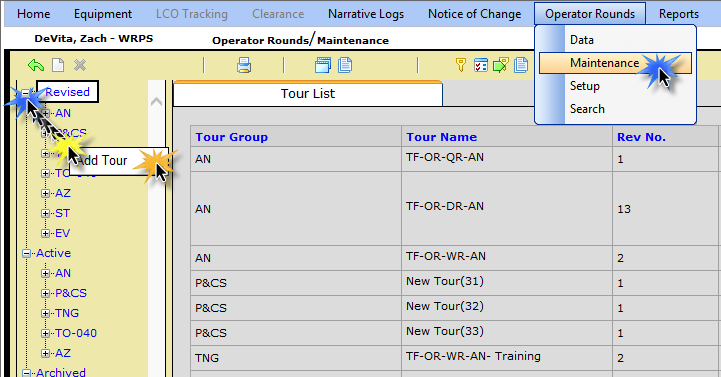 Home Equipment LCO Tracking Clearance Narrative Logs Notice of Change Operator Rounds Reports
DeVita, Zach - WRPS Operator Rounds/Maintenance
Data
Maintenance
Setup
Search
Revised
AN
P&CS
TO-040
AZ
ST
EV
Active
AN
P&CS
TNG
TO-040
AZ
Archived
Add Tour
Tour List
Tour Group Tour Name Rev No.
AN TF-OR-QR-AN 1
AN TF-OR-DR-AN 13
AN TF-OR-WR-AN 2
P&CS New Tour(31) 1
P&CS New Tour(32) 1
P&CS New Tour(33) 1
TNG TF-OR-WR-AN- Training 2